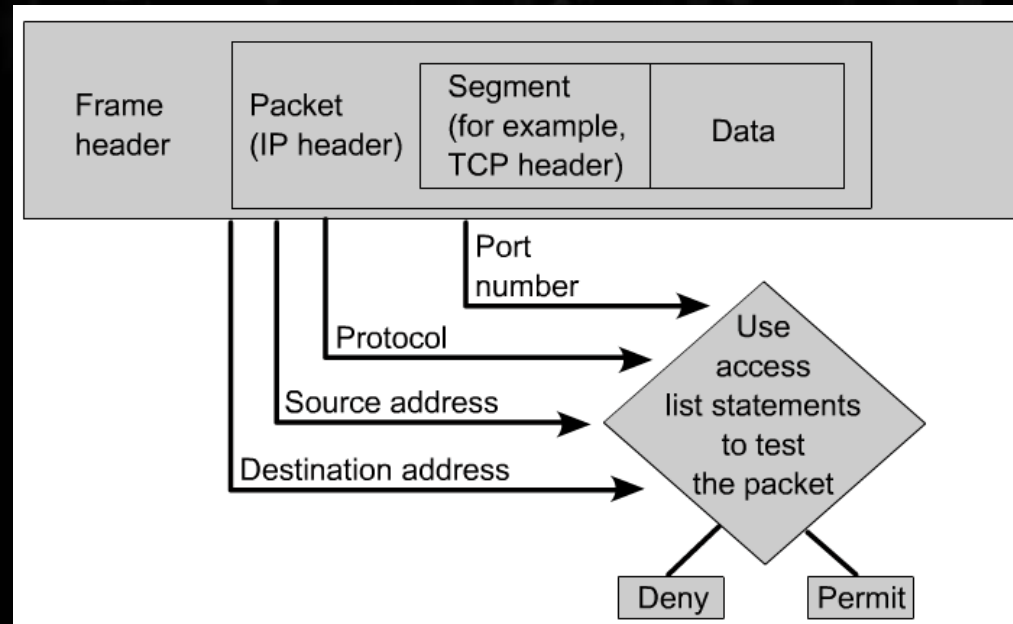 Frame
header
Packet
(IP header)
Segment
(for example,
TCP header)
Data
Port
number
Protocol
Source address
Destination address
Use
access
list statements
to test
the packet
Deny
Permit